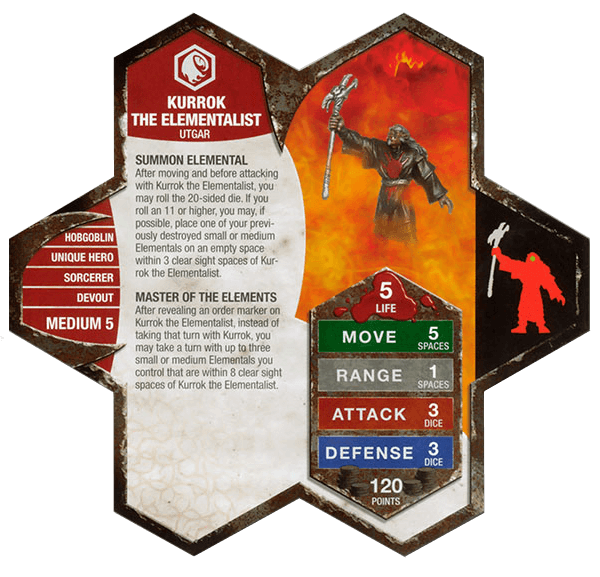 KURROK
THE ELEMENTALIST
UTGAR
SUMMON ELEMENTAL
After moving and before attacking
with Kurrok the Elementalist, you
may roll the 20-sided die. If you
roll an 11 or higher, you may, if
possible, place one of your previ-
ously destroyed small or medium
Elementals on an empty space
within 3 clear sight spaces of Kur-
rok the Elementalist.
MASTER OF THE ELEMENTS
After revealing an order marker on
Kurrok the Elementalist, instead of
taking that turn with Kurrok, you
may take a turn with up to three
small or medium Elementals you
control that are within 8 clear sight
spaces of Kurrok the Elementalist.
HOBGOBLIN
UNIQUE HERO
SORCERER
DEVOUT
MEDIUM 5
5
LIFE
MOVE 5
SPACES
RANGE 1
SPACES
ATTACK 3
DICE
DEFENSE 3
DICE
120
POINTS